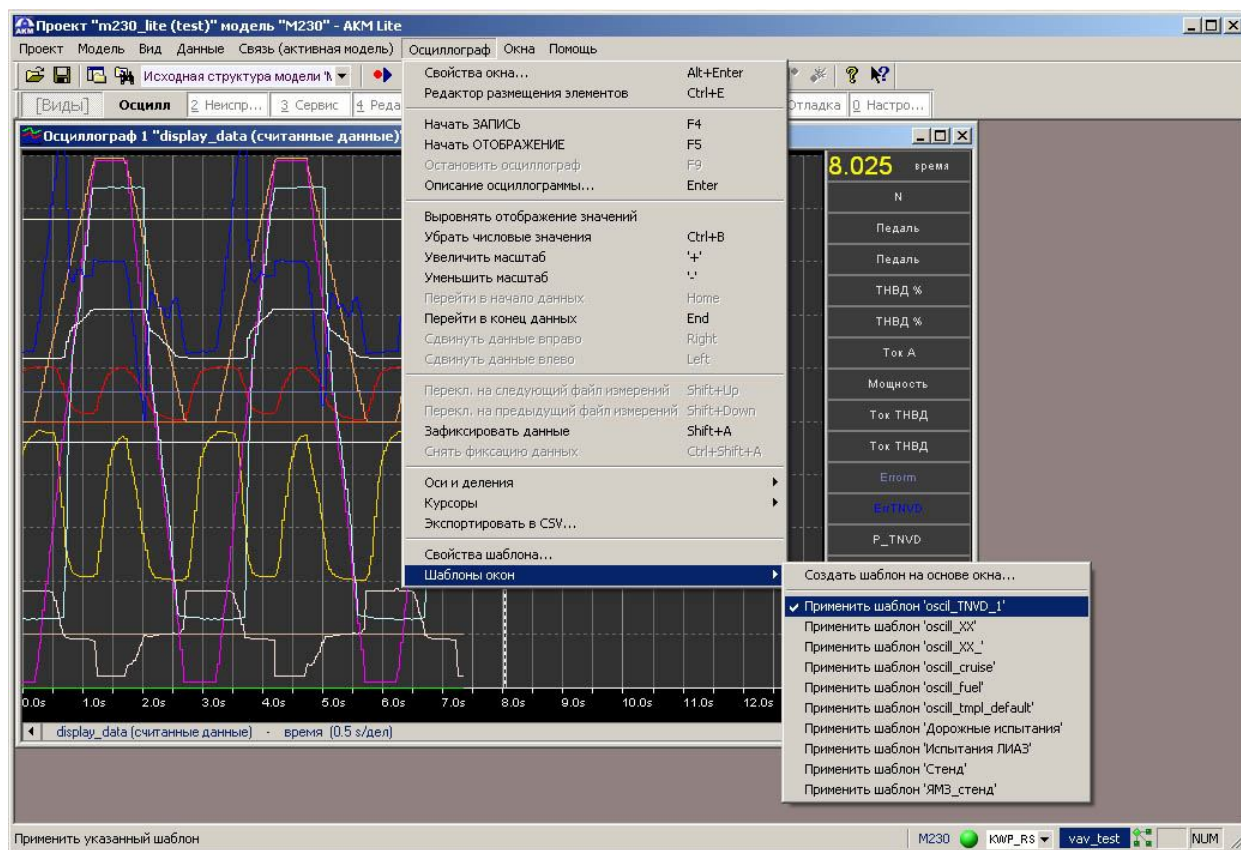 Проект "m230_lite (test)" модель "M230" - AKM Lite
Проект Модель Вид Данные Связь (активная модель) Осциллограф Окна Помощь
Исходная структура модели
[Виды] Осцилл 2 Неиспр... 3 Сервис 4 Реда Отладка 0 Настро...
Осциллограф 1 "display_data (считанные данные)"
Свойства окна... Alt+Enter
Редактор размещения элементов Ctrl+E
Начать ЗАПИСЬ F4
Начать ОТОБРАЖЕНИЕ F5
Остановить осциллограф F9
Описание осциллограммы... Enter
Выровнять отображение значений
Убрать числовые значения Ctrl+B
Увеличить масштаб '+'
Уменьшить масштаб '-'
Перейти в начало данных Home
Перейти в конец данных End
Сдвинуть данные вправо Right
Сдвинуть данные влево Left
Перекл. на следующий файл измерений Shift+Up
Перекл. на предыдущий файл измерений Shift+Down
Зафиксировать данные Shift+A
Снять фиксацию данных Ctrl+Shift+A
Оси и деления
Курсоры
Экспортировать в CSV...
Свойства шаблона...
Шаблоны окон
8.025 время
N
Педаль
Педаль
ТНВД %
ТНВД %
Ток А
Мощность
Ток ТНВД
Ток ТНВД
Errorm
ErrTNVD
P_TNVD
Создать шаблон на основе окна...
Применить шаблон 'oscil_TNVD_1'
Применить шаблон 'oscill_XX'
Применить шаблон 'oscill_XX_'
Применить шаблон 'oscill_cruise'
Применить шаблон 'oscill_fuel'
Применить шаблон 'oscill_tmpl_default'
Применить шаблон 'Дорожные испытания'
Применить шаблон 'Испытания ЛИАЗ'
Применить шаблон 'Стенд'
Применить шаблон 'ЯМЗ_стенд'
0.0s 1.0s 2.0s 3.0s 4.0s 5.0s 6.0s 7.0s 8.0s 9.0s 10.0s 11.0s 12.0s
display_data (считанные данные) - время (0.5 s/дел)
Применить указанный шаблон M230 KWP_RS vav_test NUM